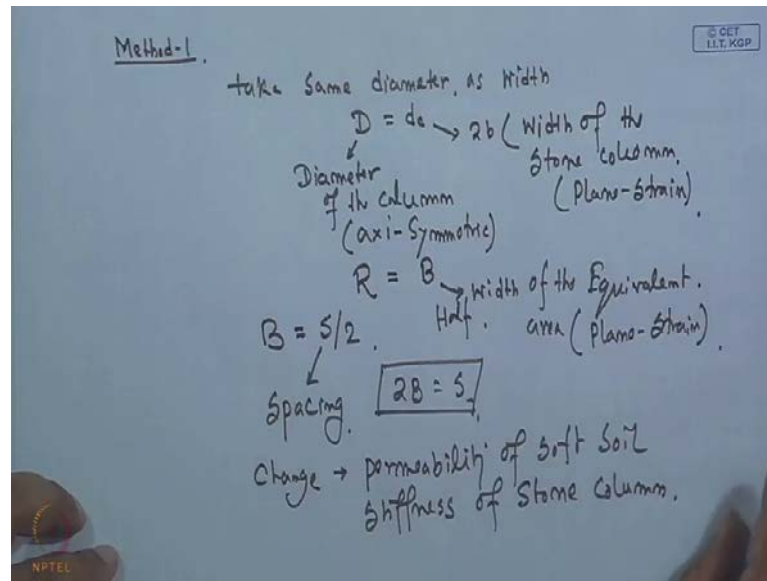 Method-1.
© CET
I.I.T. KGP
take same diameter, as width
D = dc → 2b (Width of the
Stone column.
(Plane-Strain).
Diameter
of the column
(axi-Symmetric)
R = B → width of the Equivalent.
Half. area (Plane-Strain).
B = S/2.
Spacing. 2B = S.
Change → permeability of soft Soil
stiffness of Stone Column.
NPTEL